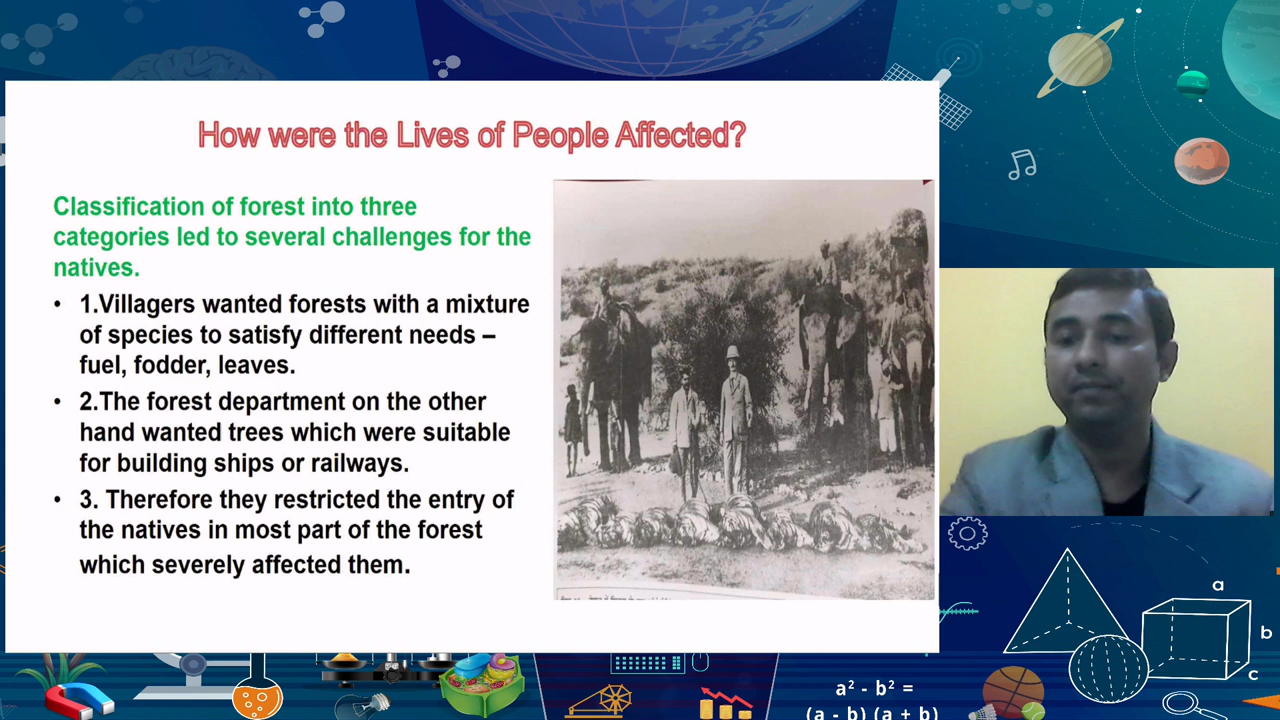 How were the Lives of People Affected?
Classification of forest into three
categories led to several challenges for the
natives.
• 1.Villagers wanted forests with a mixture
of species to satisfy different needs –
fuel, fodder, leaves.
• 2.The forest department on the other
hand wanted trees which were suitable
for building ships or railways.
• 3. Therefore they restricted the entry of
the natives in most part of the forest
which severely affected them.
a
b
c
a² - b² =
(a - b) (a + b)